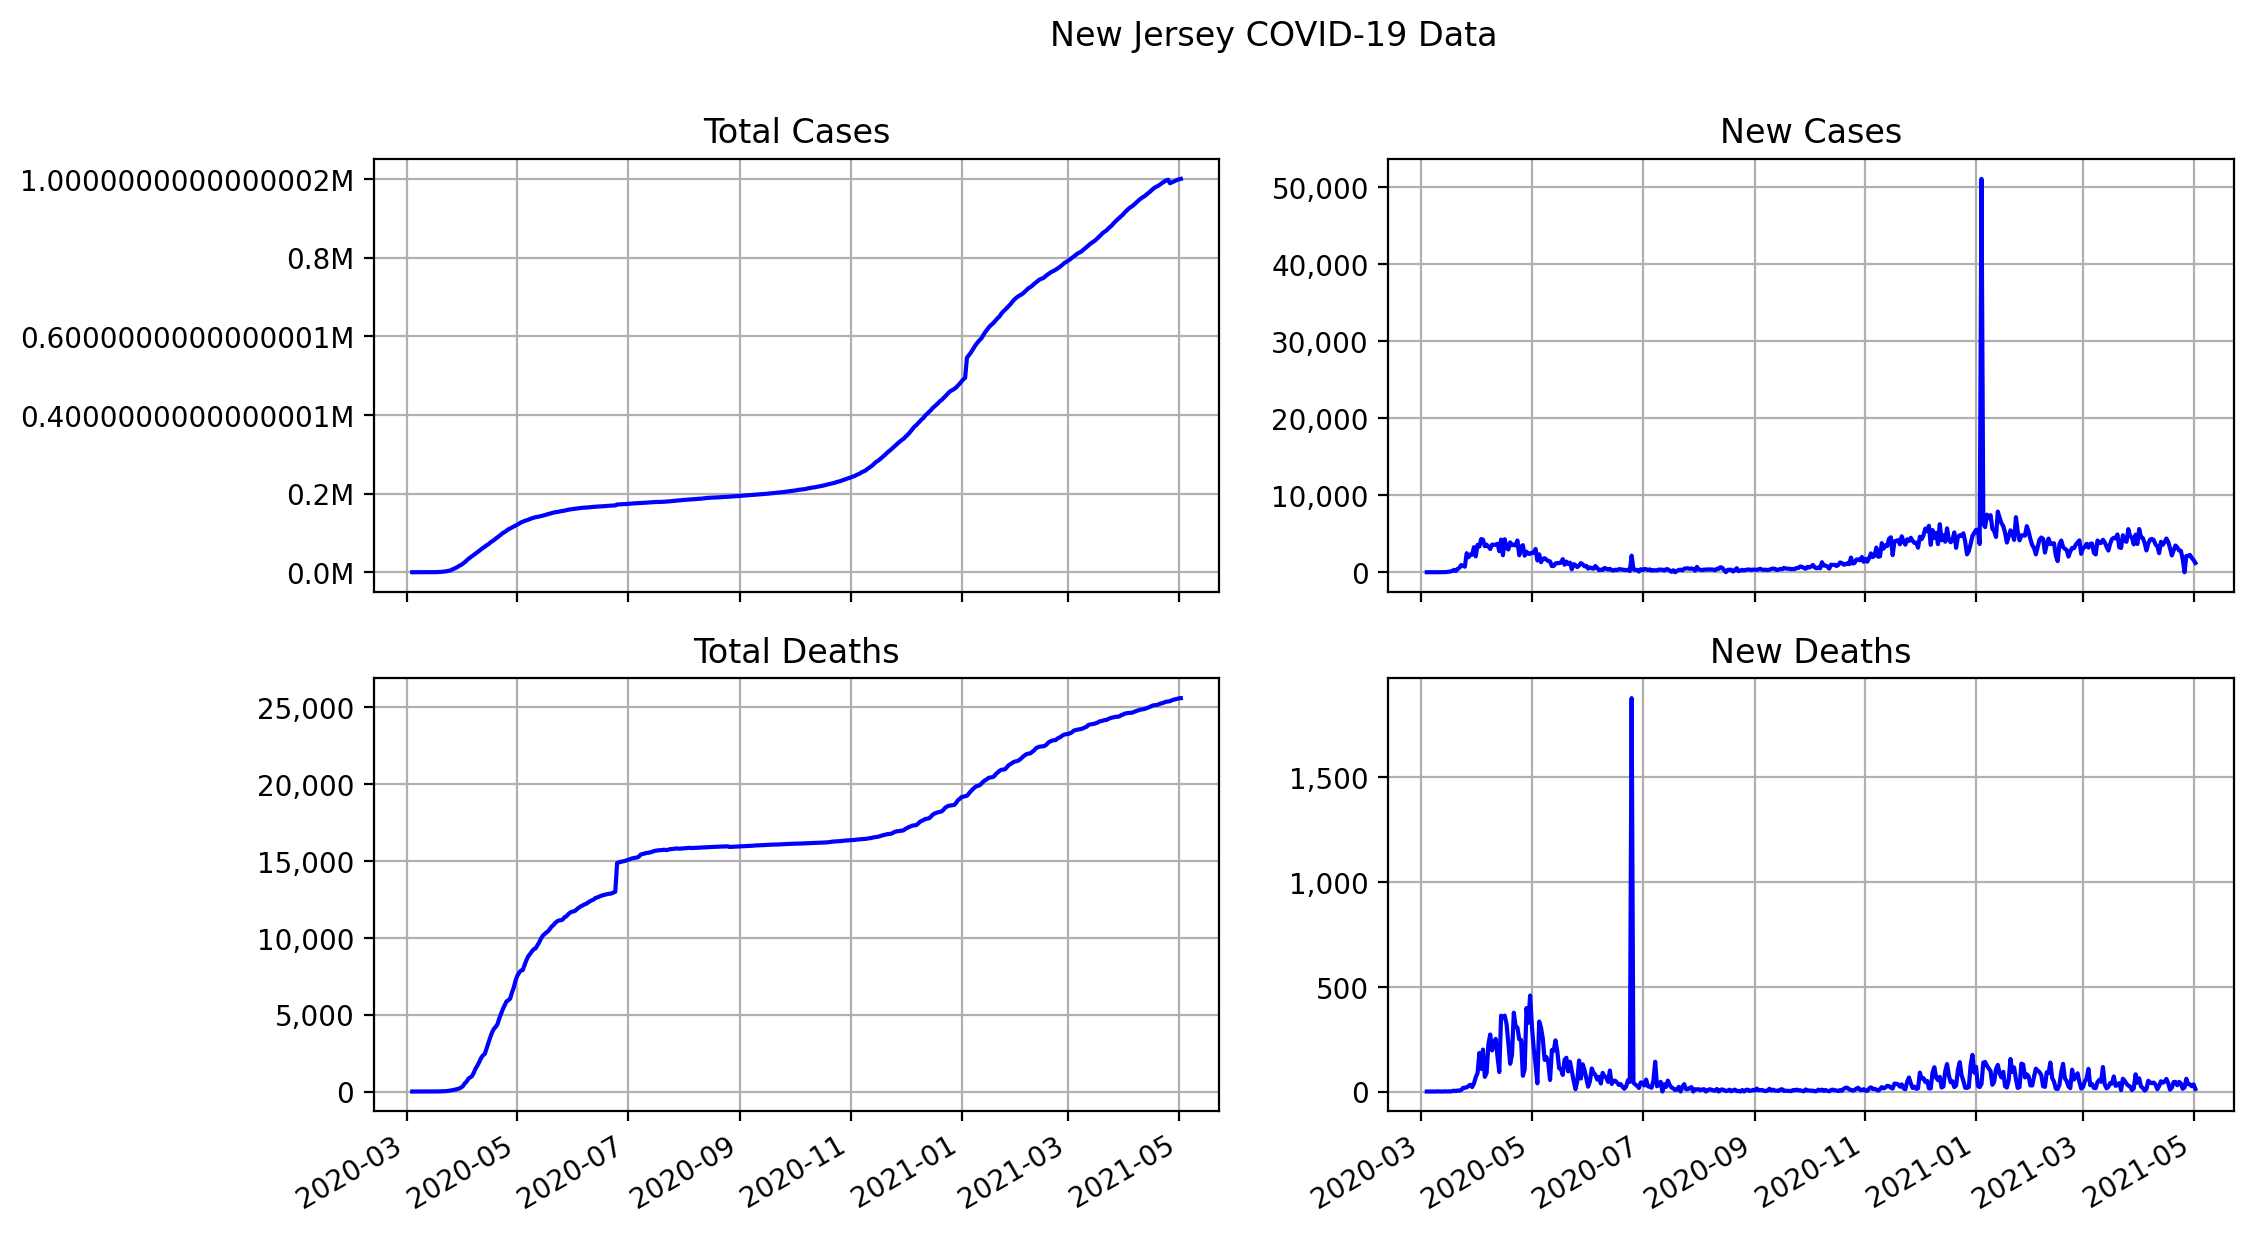 New Jersey COVID-19 Data
Total Cases
1.0000000000000002M
0.8M
0.6000000000000001M
0.4000000000000001M
0.2M
0.0M
New Cases
50,000
40,000
30,000
20,000
10,000
0
Total Deaths
25,000
20,000
15,000
10,000
5,000
0
2020-03
2020-05
2020-07
2020-09
2020-11
2021-01
2021-03
2021-05
New Deaths
1,500
1,000
500
0
2020-03
2020-05
2020-07
2020-09
2020-11
2021-01
2021-03
2021-05